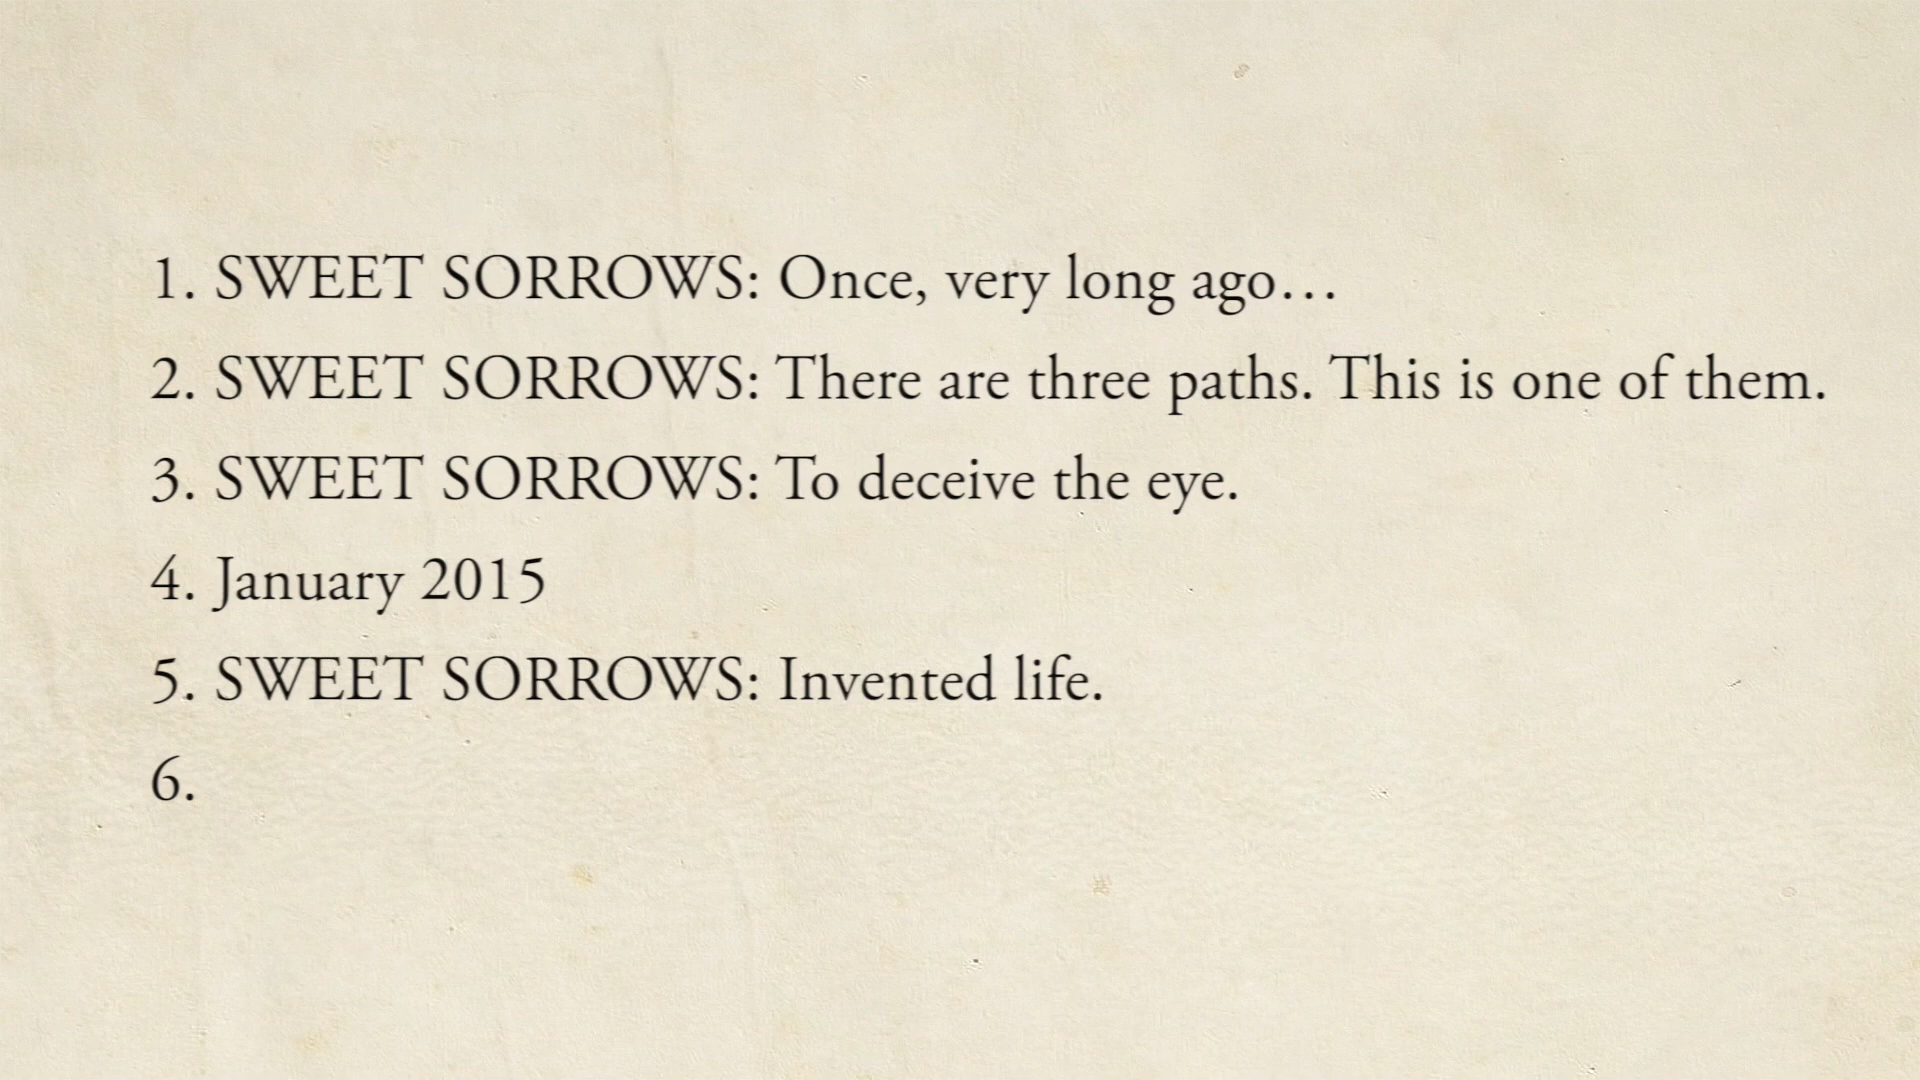 1. SWEET SORROWS: Once, very long ago…
2. SWEET SORROWS: There are three paths. This is one of them.
3. SWEET SORROWS: To deceive the eye.
4. January 2015
5. SWEET SORROWS: Invented life.
6.